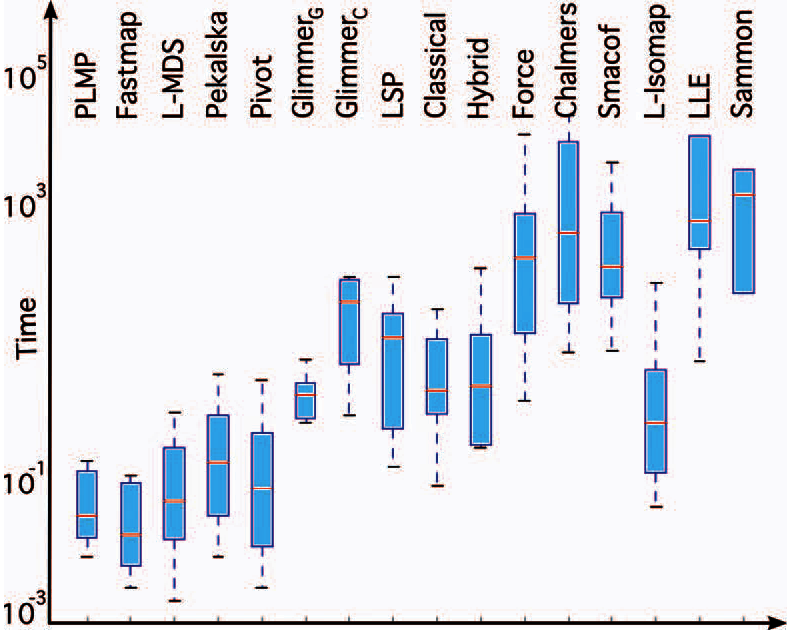 PLMP
Fastmap
L-MDS
Pekalska
Pivot
Glimmer_G
Glimmer_C
LSP
Classical
Hybrid
Force
Chalmers
Smacof
L-Isomap
LLE
Sammon
10^5
10^3
Time
10^-1
10^-3